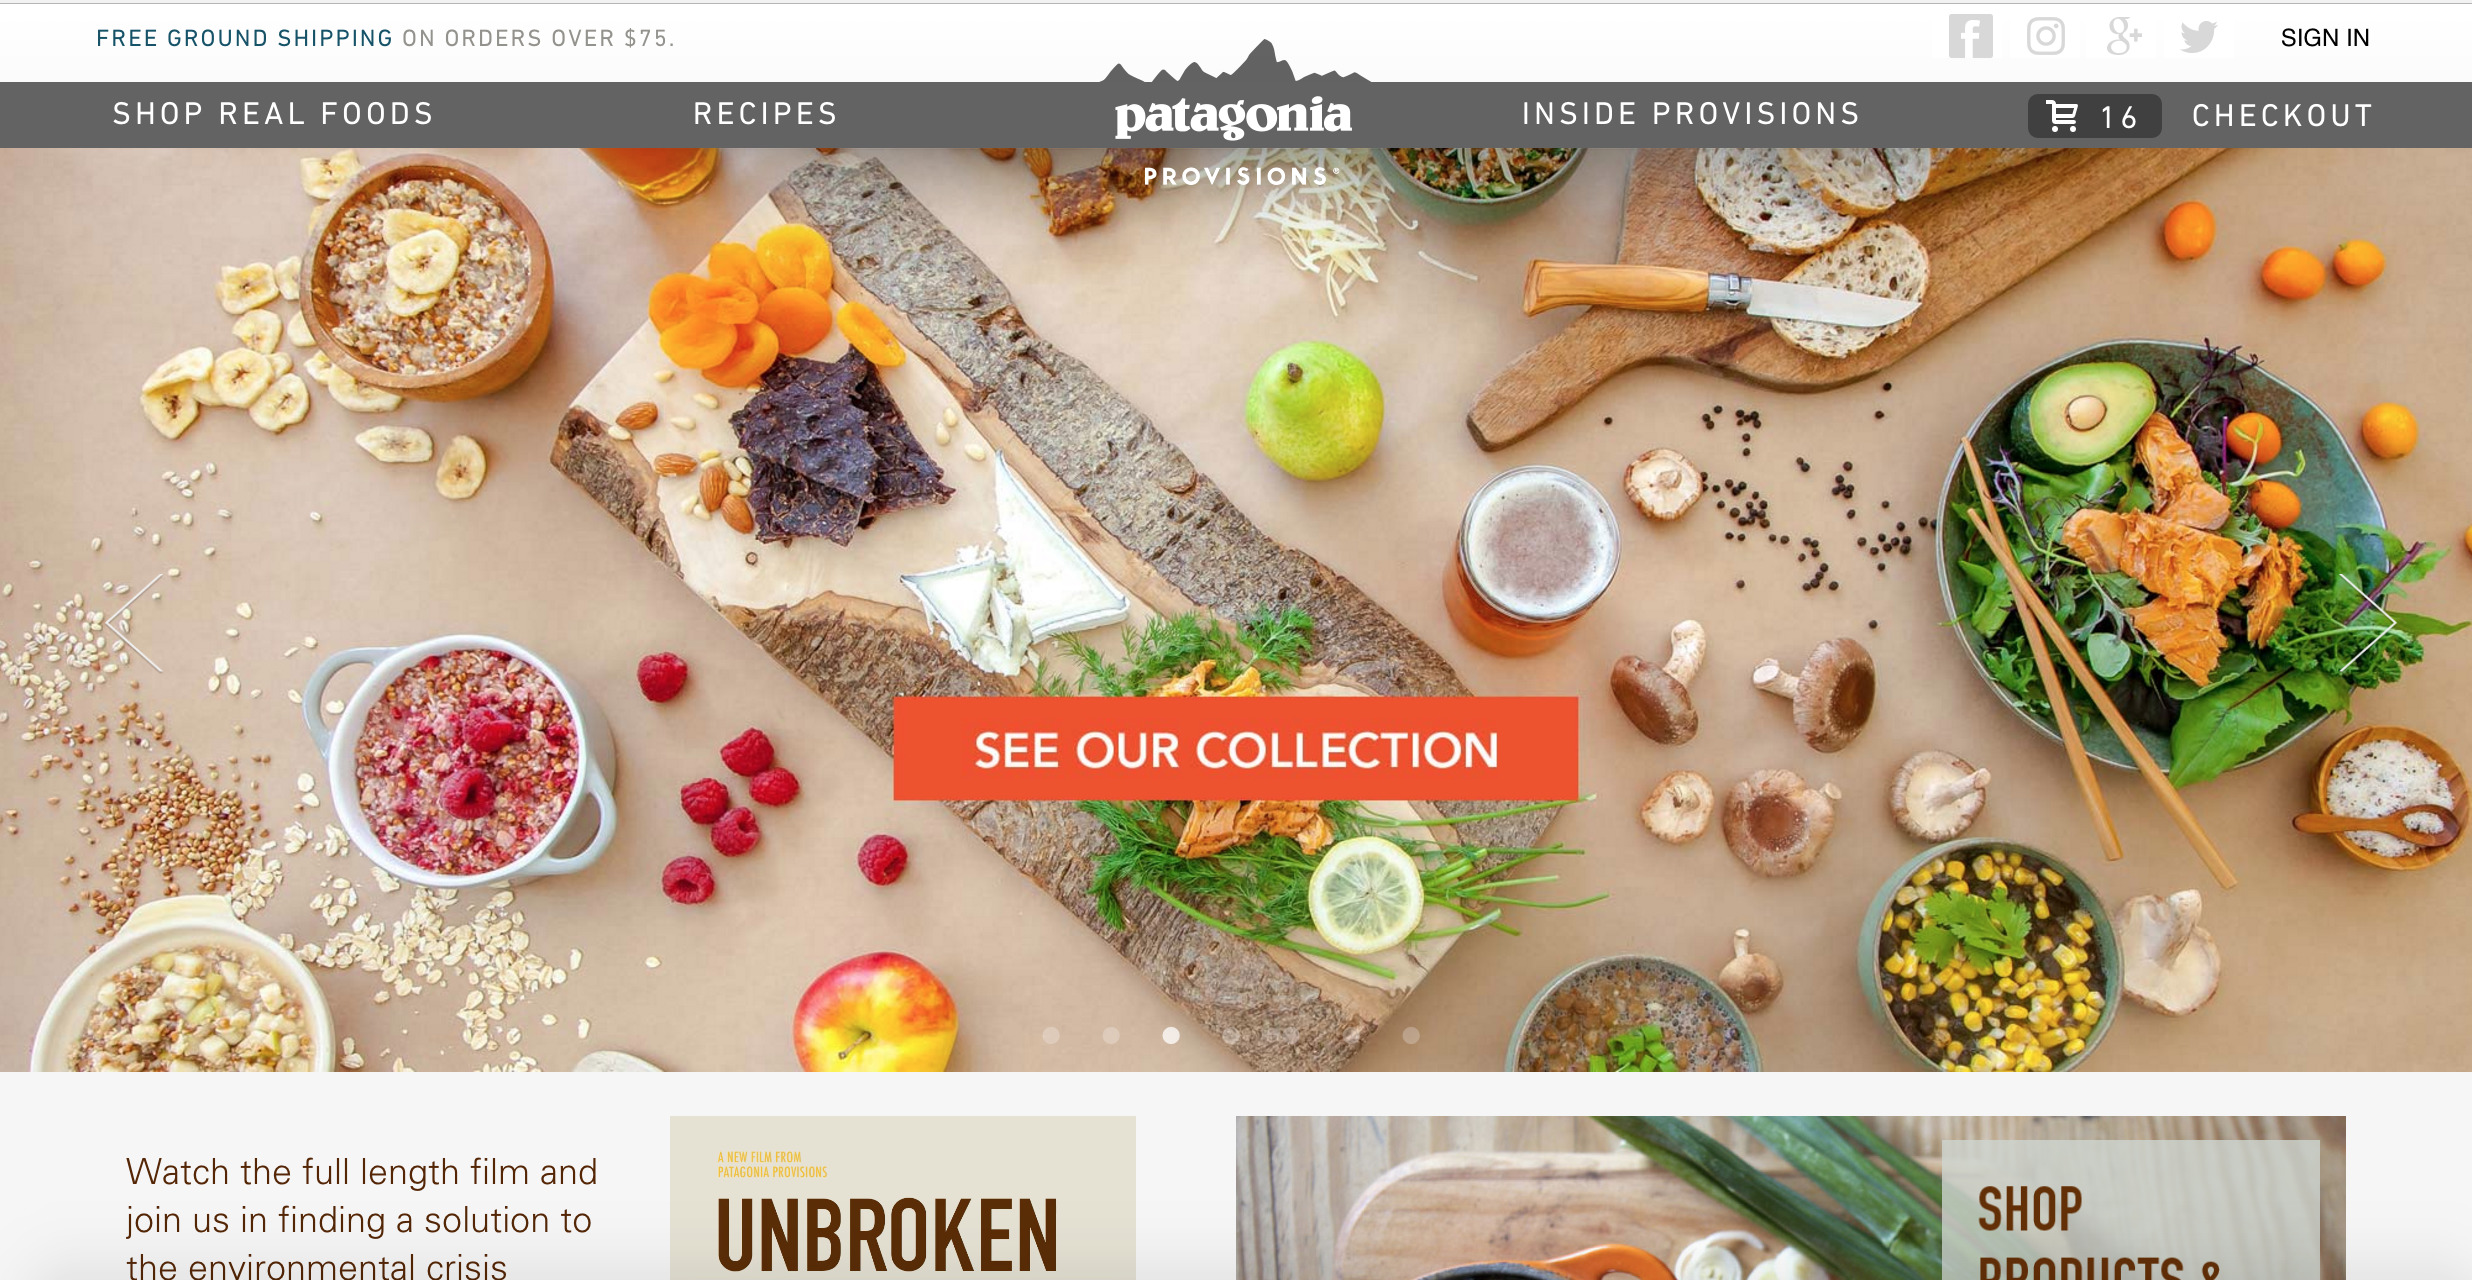 FREE GROUND SHIPPING ON ORDERS OVER $75.
SIGN IN
SHOP REAL FOODS
RECIPES
patagonia
PROVISIONS®
INSIDE PROVISIONS
16
CHECKOUT
SEE OUR COLLECTION
Watch the full length film and
join us in finding a solution to
the environmental crisis
A NEW FILM FROM
PATAGONIA PROVISIONS
UNBROKEN
SHOP
PRODUCTS &